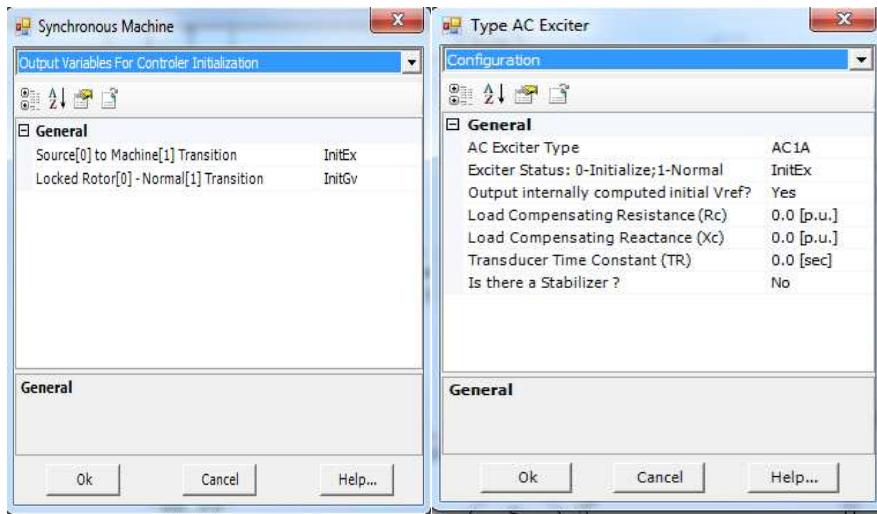 Synchronous Machine
Output Variables For Controler Initialization
General
Source[0] to Machine[1] Transition InitEx
Locked Rotor[0] - Normal[1] Transition InitGv
General
Ok Cancel Help...
Type AC Exciter
Configuration
General
AC Exciter Type AC1A
Exciter Status: 0-Initialize;1-Normal InitEx
Output internally computed initial Vref? Yes
Load Compensating Resistance (Rc) 0.0 [p.u.]
Load Compensating Reactance (Xc) 0.0 [p.u.]
Transducer Time Constant (TR) 0.0 [sec]
Is there a Stabilizer ? No
General
Ok Cancel Help...